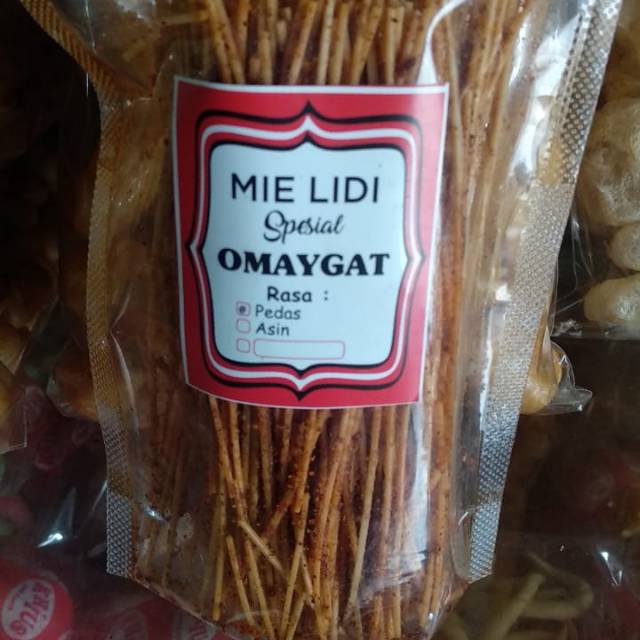 MIE LIDI
Spesial
OMAYGAT
Rasa :
Pedas
Asin